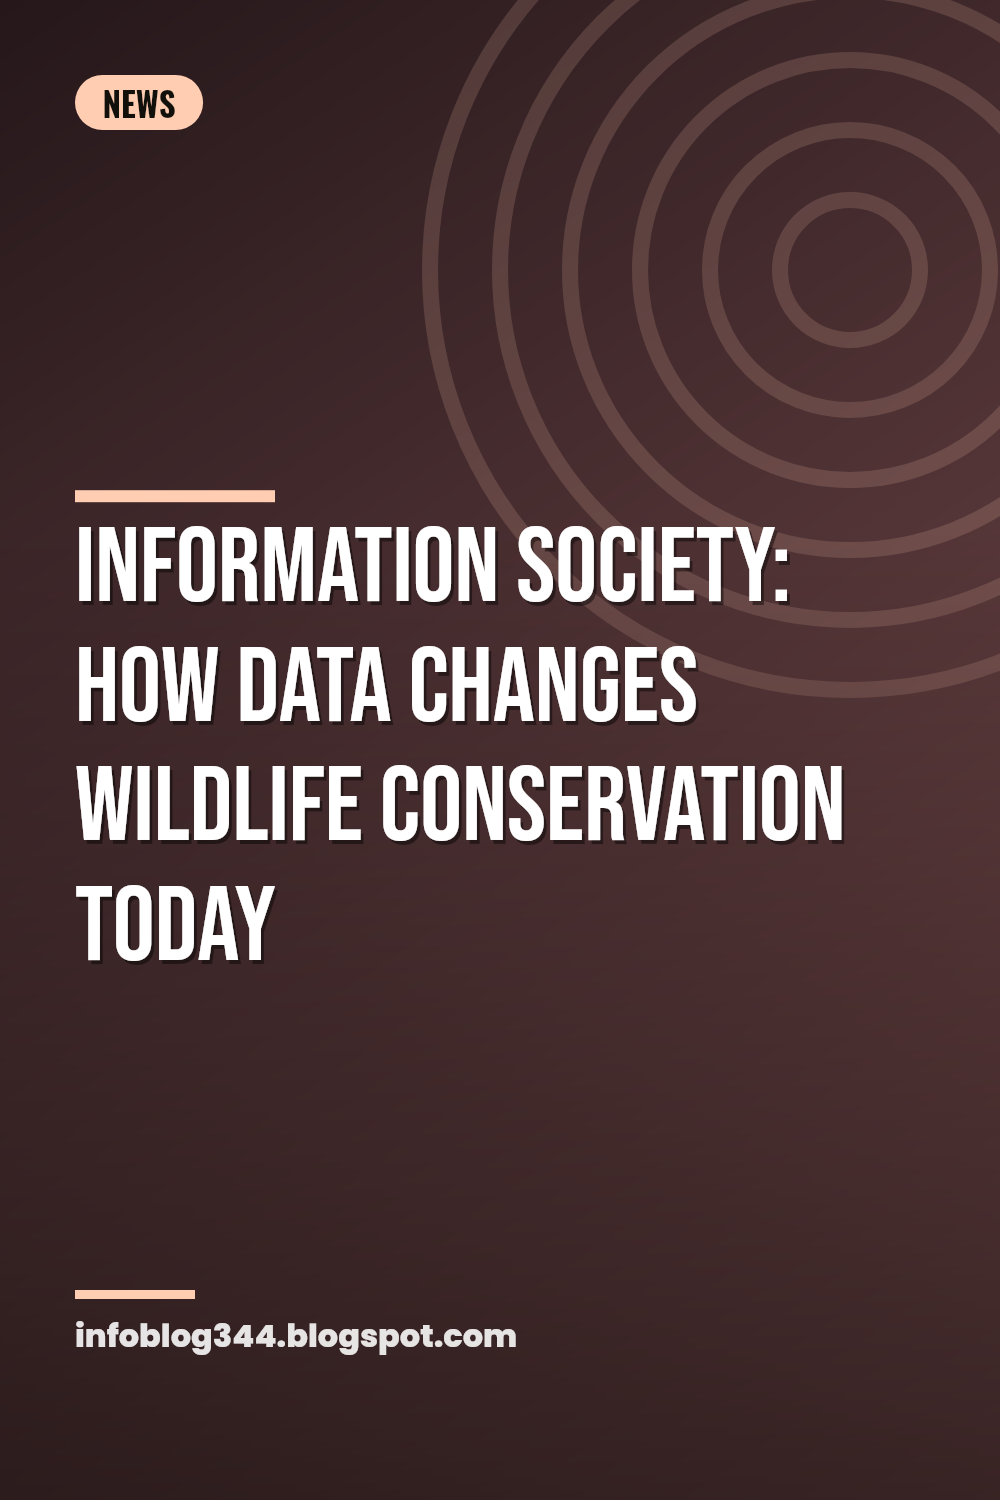 NEWS
INFORMATION SOCIETY:
HOW DATA CHANGES
WILDLIFE CONSERVATION
TODAY
infoblog344.blogspot.com